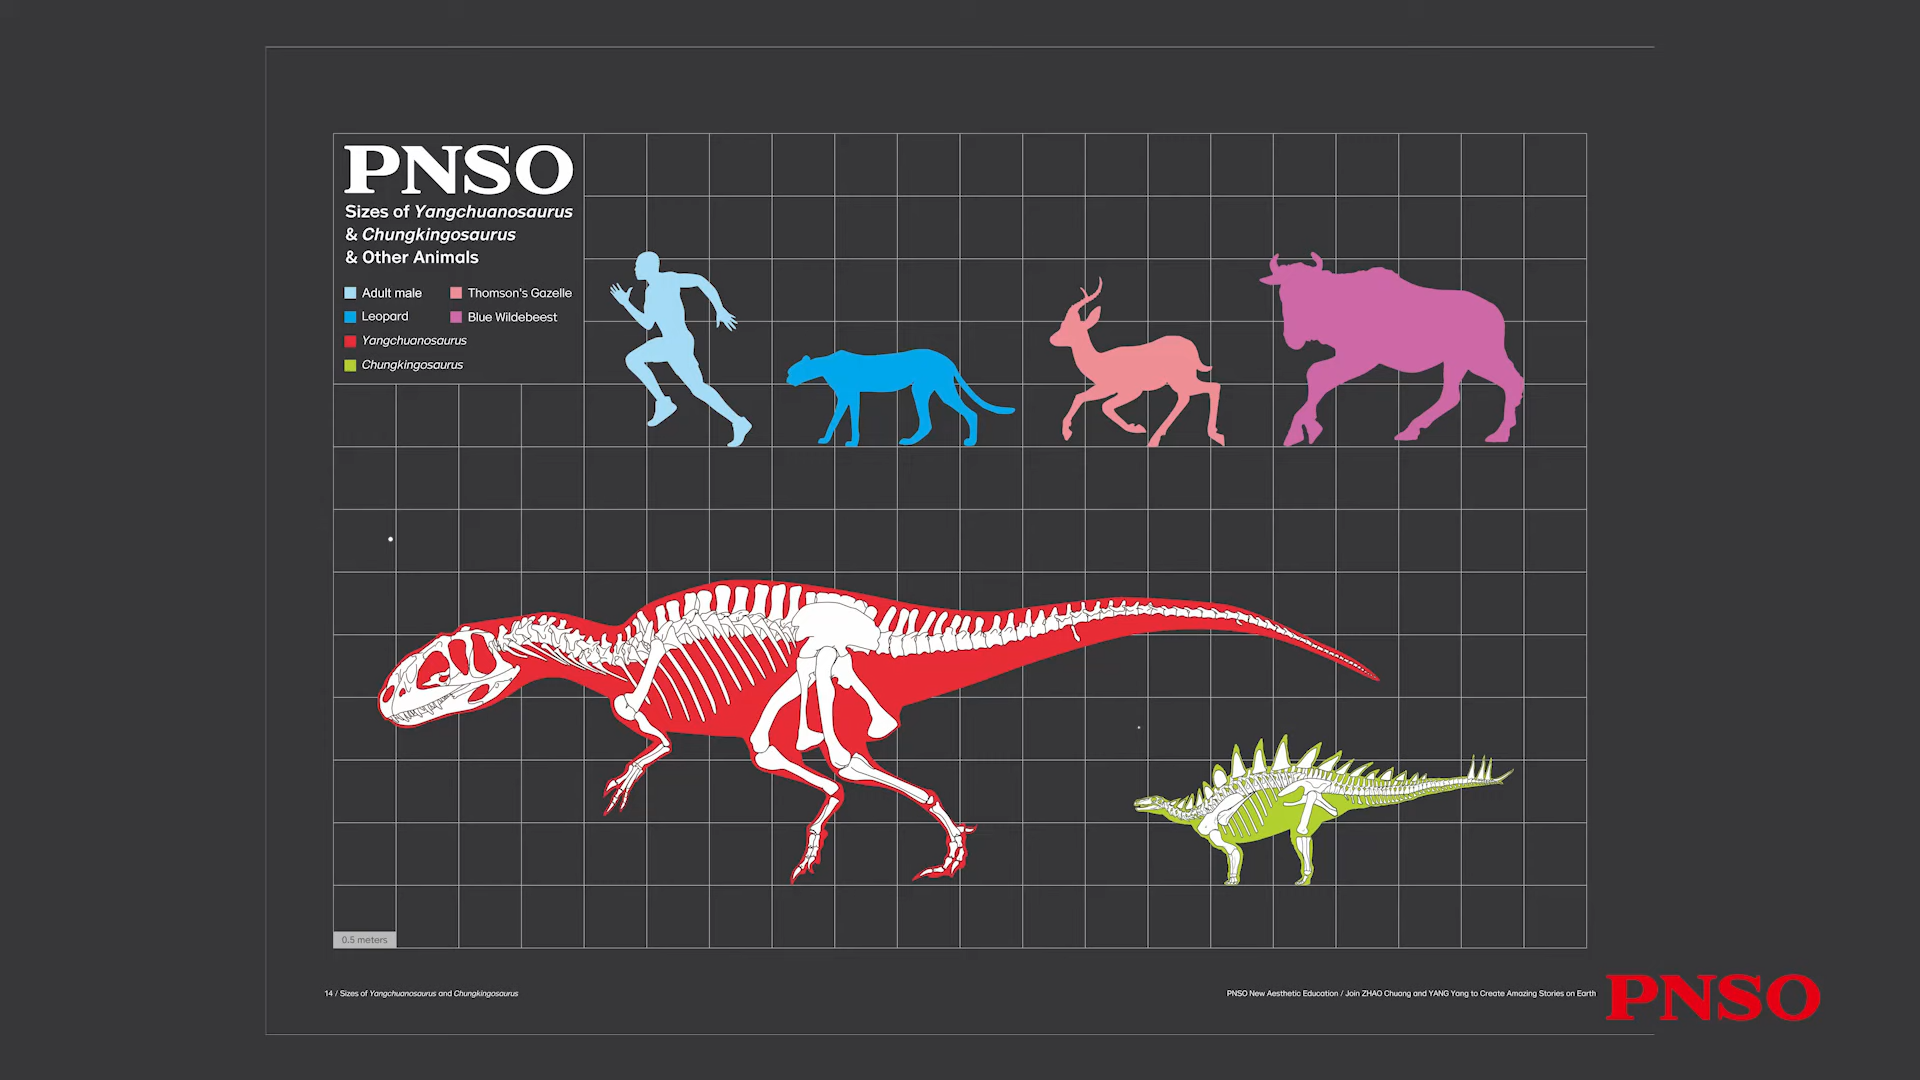 PNSO
Sizes of Yangchuanosaurus
& Chungkingosaurus
& Other Animals
Adult male
Thomson's Gazelle
Leopard
Blue Wildebeest
Yangchuanosaurus
Chungkingosaurus
0.5 meters
14 / Sizes of Yangchuanosaurus and Chungkingosaurus
PNSO New Aesthetic Education / Join ZHAO Chuang and YANG Yang to Create Amazing Stories on Earth
PNSO